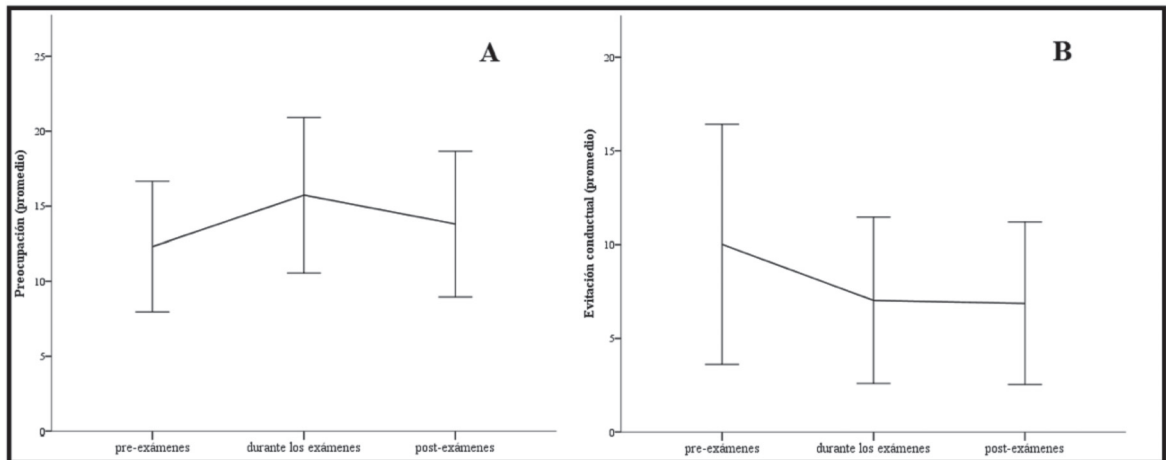 A
Preocupación (promedio)
25
20
15
10
5
0
pre-exámenes durante los exámenes post-exámenes
B
Evitación conductual (promedio)
20
15
10
5
0
pre-exámenes durante los exámenes post-exámenes